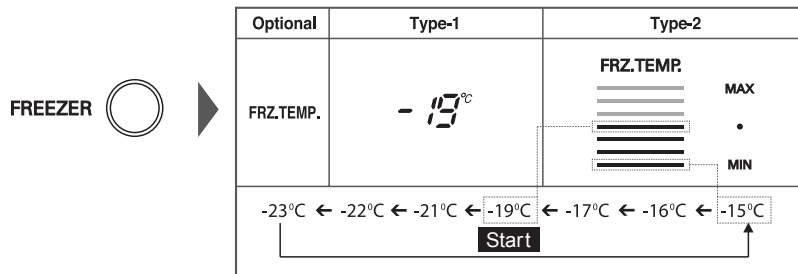 Optional Type-1 Type-2
FREEZER
FRZ.TEMP.
- 19°C
FRZ.TEMP.
MAX
MIN
-23°C ← -22°C ← -21°C ← -19°C ← -17°C ← -16°C ← -15°C
Start